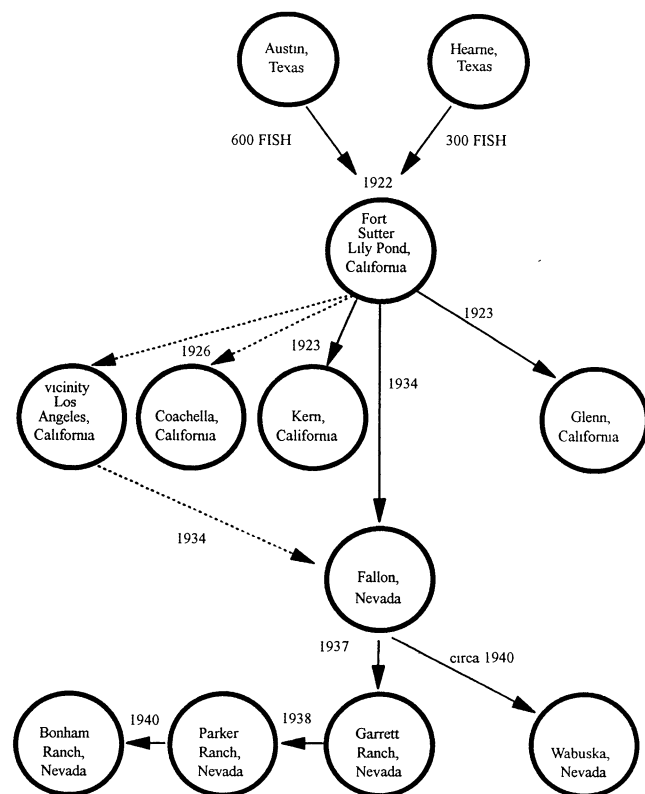 Austin,
Texas
Hearne,
Texas
600 FISH
300 FISH
1922
Fort
Sutter
Lily Pond,
California
1923
1926
1923
1934
vicinity
Los
Angeles,
California
Coachella,
California
Kern,
California
Glenn,
California
1934
Fallon,
Nevada
1937
circa 1940
1940
1938
Bonham
Ranch,
Nevada
Parker
Ranch,
Nevada
Garrett
Ranch,
Nevada
Wabuska,
Nevada